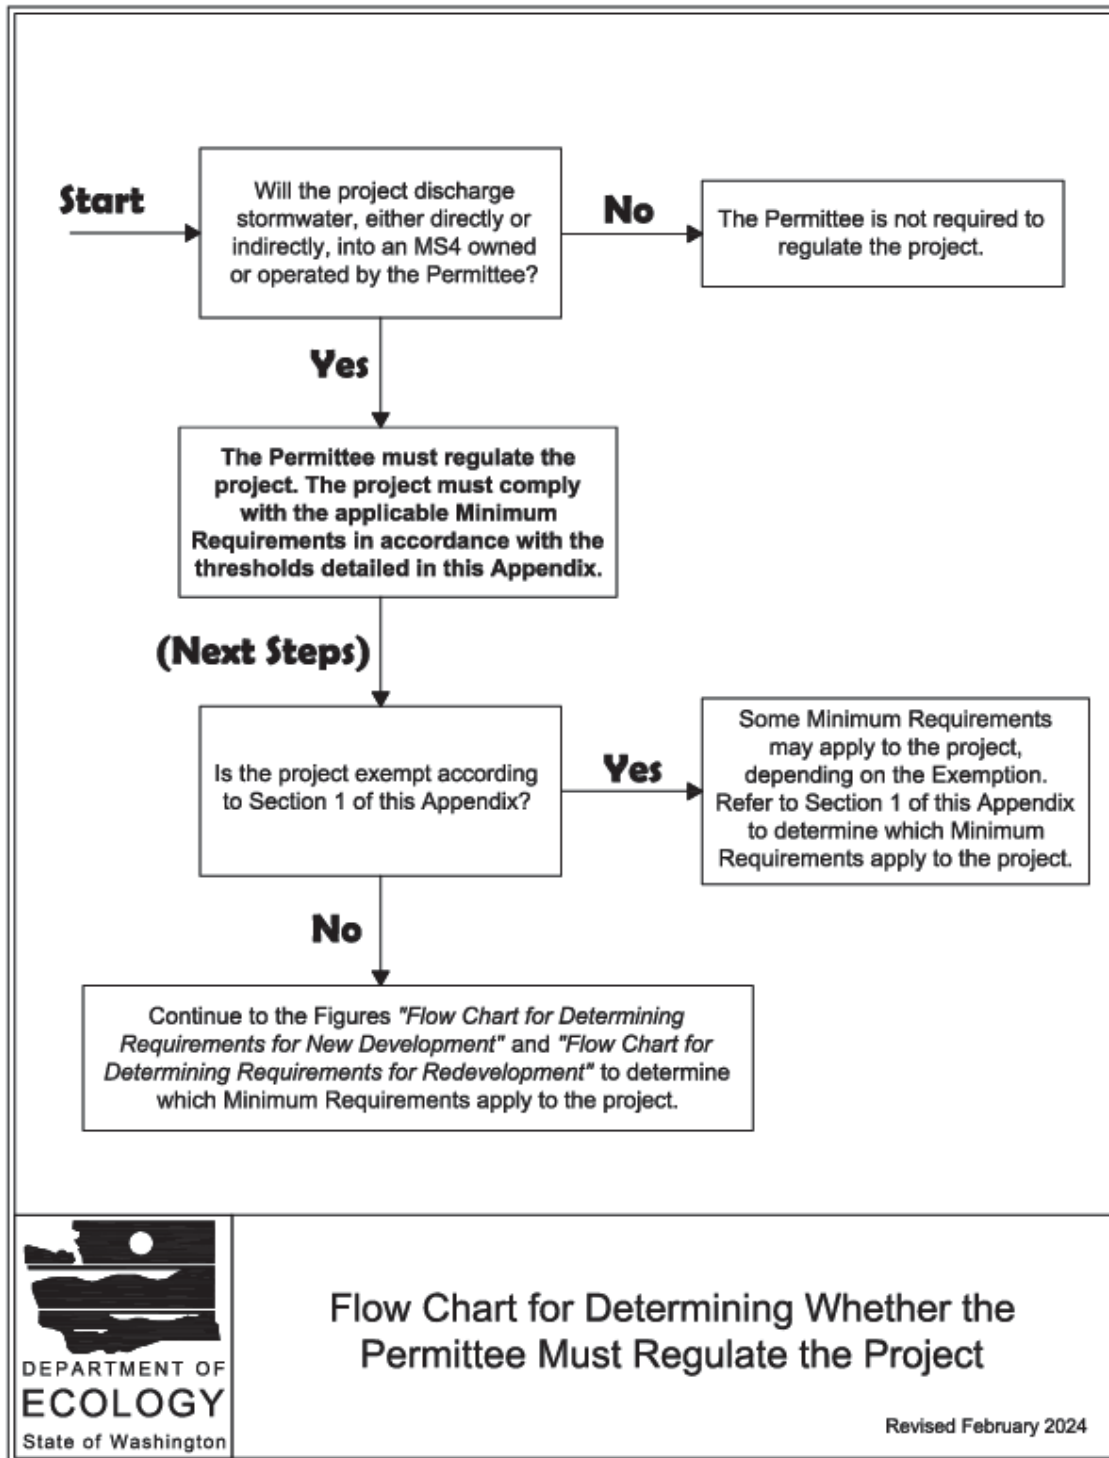 Start
Will the project discharge
stormwater, either directly or
indirectly, into an MS4 owned
or operated by the Permittee?
No
The Permittee is not required to
regulate the project.
Yes
The Permittee must regulate the
project. The project must comply
with the applicable Minimum
Requirements in accordance with the
thresholds detailed in this Appendix.
(Next Steps)
Is the project exempt according
to Section 1 of this Appendix?
Yes
Some Minimum Requirements
may apply to the project,
depending on the Exemption.
Refer to Section 1 of this Appendix
to determine which Minimum
Requirements apply to the project.
No
Continue to the Figures "Flow Chart for Determining
Requirements for New Development" and "Flow Chart for
Determining Requirements for Redevelopment" to determine
which Minimum Requirements apply to the project.
DEPARTMENT OF
ECOLOGY
State of Washington
Flow Chart for Determining Whether the
Permittee Must Regulate the Project
Revised February 2024